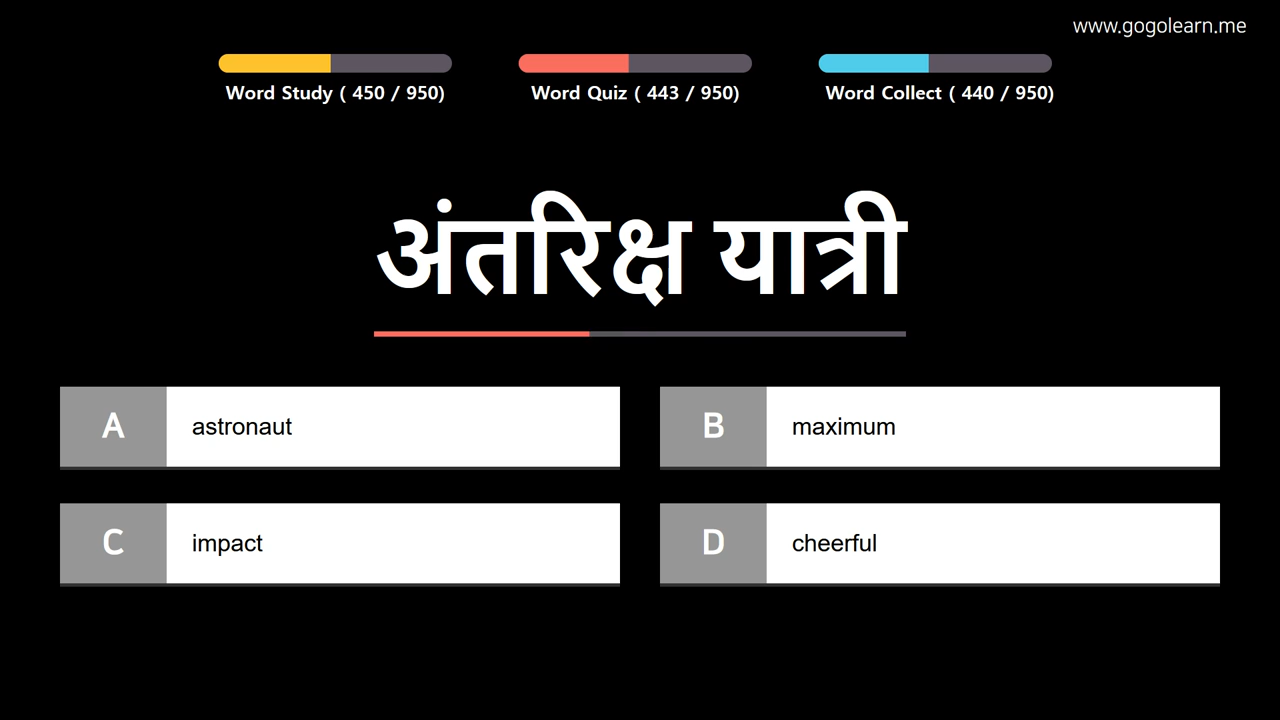 www.gogolearn.me
Word Study ( 450 / 950)
Word Quiz ( 443 / 950)
Word Collect ( 440 / 950)
अंतरिक्ष यात्री
A astronaut
B maximum
C impact
D cheerful